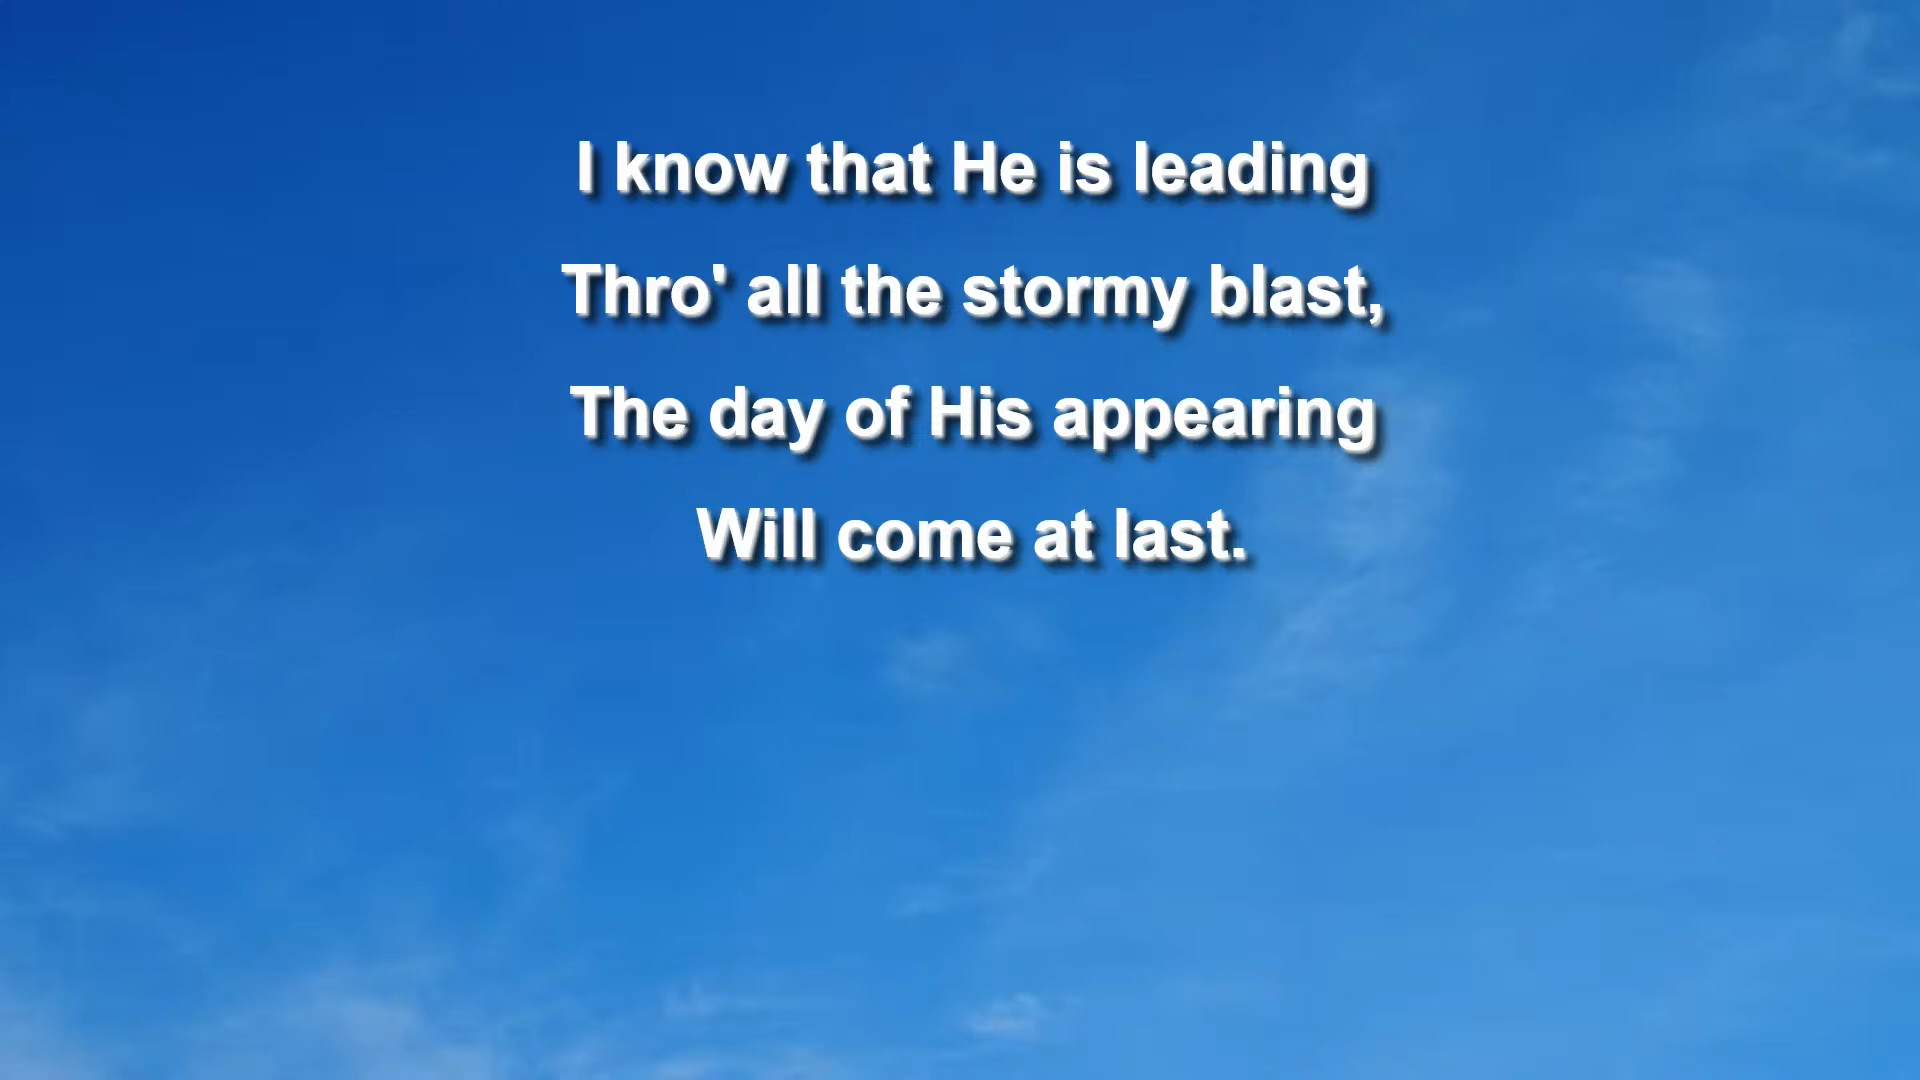 I know that He is leading
Thro' all the stormy blast,
The day of His appearing
Will come at last.